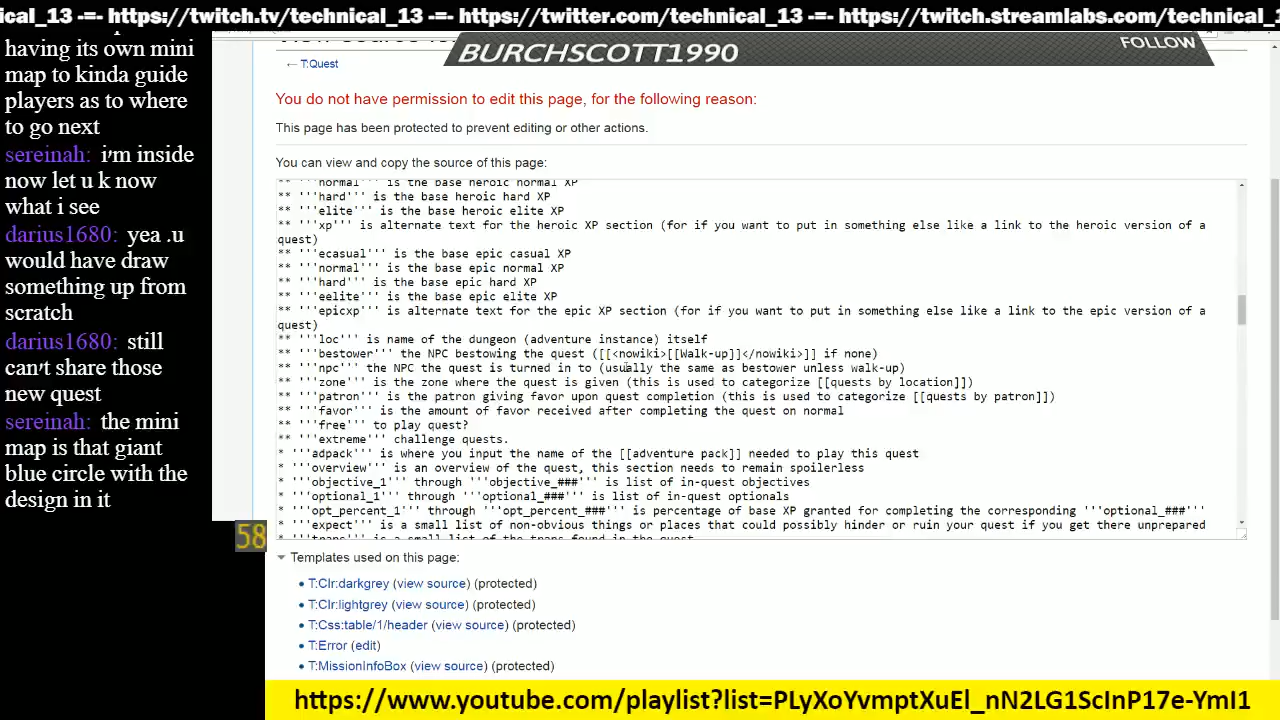 ical_13 -=- https://twitch.tv/technical_13 -=- https://twitter.com/technical_13 -=- https://twitch.streamlabs.com/technical_1
having its own mini
map to kinda guide
players as to where
to go next
sereinah: i'm inside
now let u k now
what i see
darius1680: yea .u
would have draw
something up from
scratch
darius1680: still
can't share those
new quest
sereinah: the mini
map is that giant
blue circle with the
design in it
58
BURCHSCOTT1990
FOLLOW
← T:Quest
You do not have permission to edit this page, for the following reason:
This page has been protected to prevent editing or other actions.
You can view and copy the source of this page:
** '''normal''' is the base heroic normal XP
** '''hard''' is the base heroic hard XP
** '''elite''' is the base heroic elite XP
** '''xp''' is alternate text for the heroic XP section (for if you want to put in something else like a link to the heroic version of a
quest)
** '''ecasual''' is the base epic casual XP
** '''normal''' is the base epic normal XP
** '''hard''' is the base epic hard XP
** '''eelite''' is the base epic elite XP
** '''epicxp''' is alternate text for the epic XP section (for if you want to put in something else like a link to the epic version of a
quest)
** '''loc''' is name of the dungeon (adventure instance) itself
** '''bestower''' the NPC bestowing the quest ([[<nowiki>[[Walk-up]]</nowiki>]] if none)
** '''npc''' the NPC the quest is turned in to (usually the same as bestower unless walk-up)
** '''zone''' is the zone where the quest is given (this is used to categorize [[quests by location]])
** '''patron''' is the patron giving favor upon quest completion (this is used to categorize [[quests by patron]])
** '''favor''' is the amount of favor received after completing the quest on normal
** '''free''' to play quest?
** '''extreme''' challenge quests.
* '''adpack''' is where you input the name of the [[adventure pack]] needed to play this quest
* '''overview''' is an overview of the quest, this section needs to remain spoilerless
* '''objective_1''' through '''objective_###''' is list of in-quest objectives
* '''optional_1''' through '''optional_###''' is list of in-quest optionals
* '''opt_percent_1''' through '''opt_percent_###''' is percentage of base XP granted for completing the corresponding '''optional_###'''
* '''expect''' is a small list of non-obvious things or places that could possibly hinder or ruin your quest if you get there unprepared
* '''traps''' is a small list of the traps found in the quest
Templates used on this page:
T:Clr:darkgrey (view source) (protected)
T:Clr:lightgrey (view source) (protected)
T:Css:table/1/header (view source) (protected)
T:Error (edit)
T:MissionInfoBox (view source) (protected)
https://www.youtube.com/playlist?list=PLyXoYvmptXuEl_nN2LG1ScInP17e-YmI1